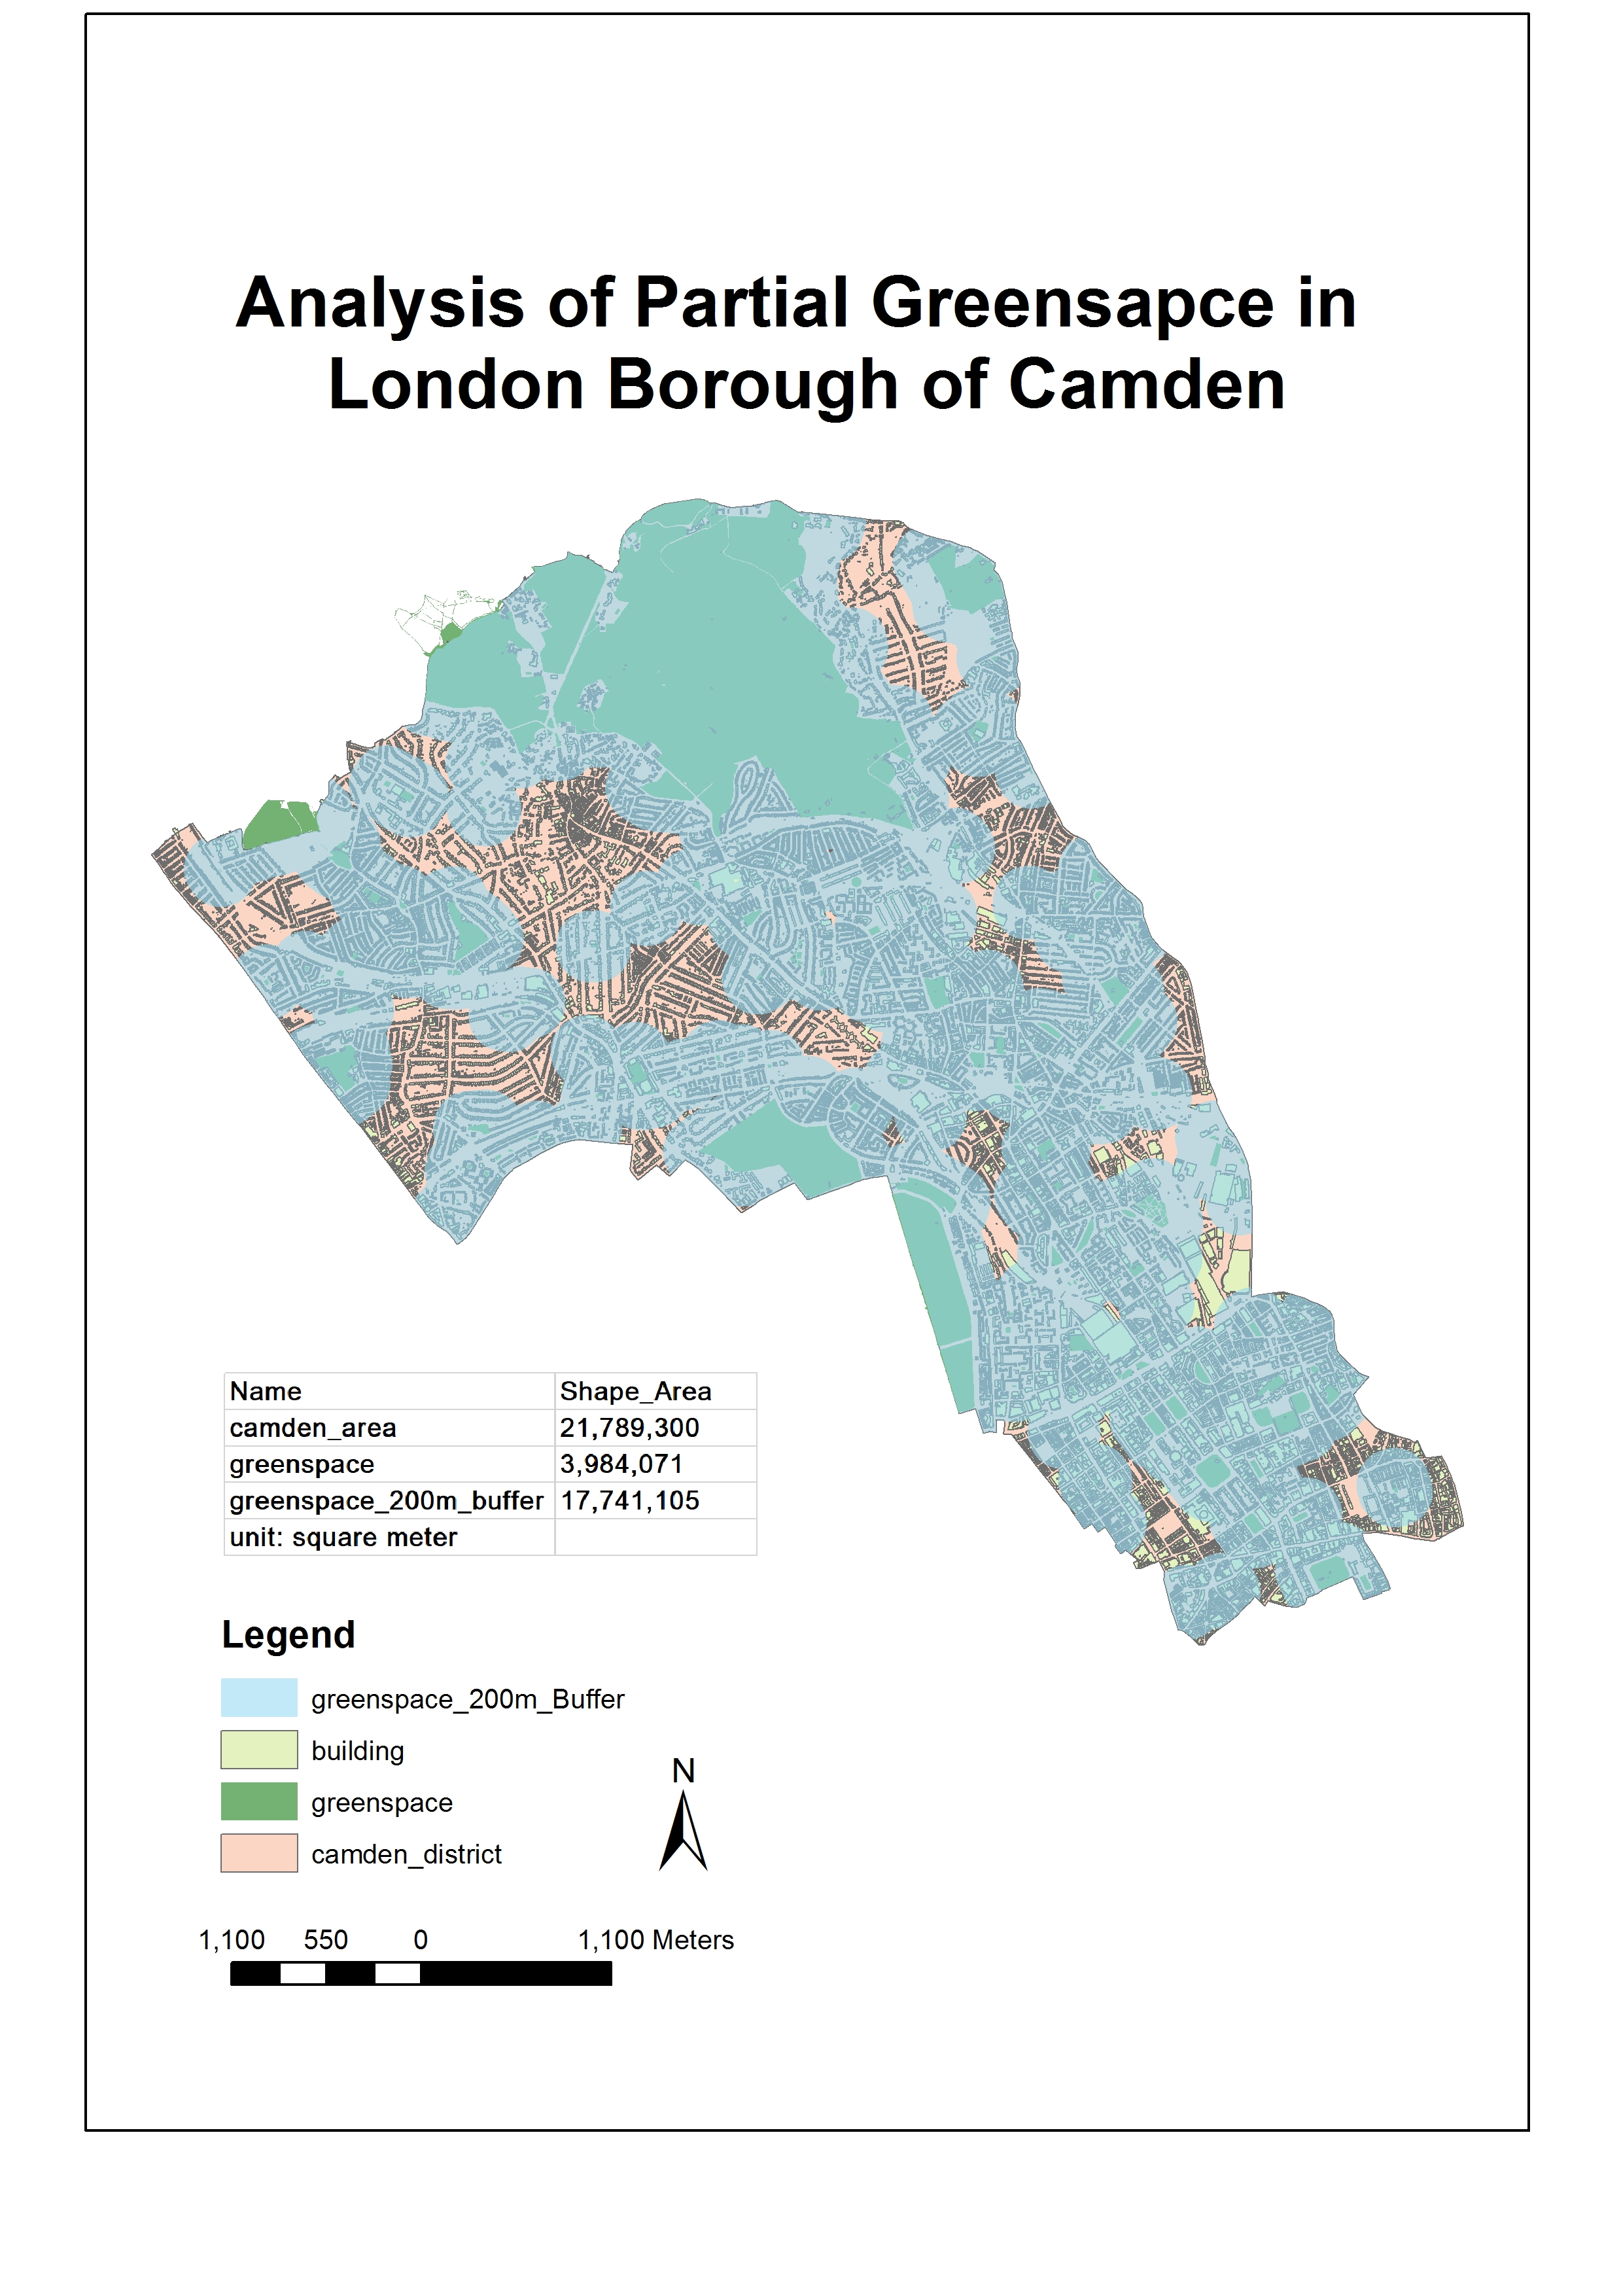 Analysis of Partial Greensapce in
London Borough of Camden
Name Shape_Area
camden_area 21,789,300
greenspace 3,984,071
greenspace_200m_buffer 17,741,105
unit: square meter
Legend
greenspace_200m_Buffer
building
greenspace
camden_district
N
1,100 550 0 1,100 Meters